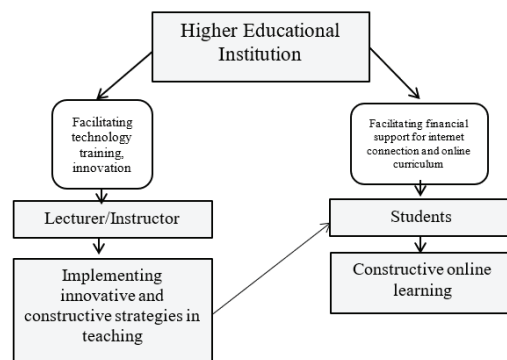 Higher Educational
Institution
Facilitating
technology
training,
innovation
Facilitating financial
support for internet
connection and online
curriculum
Lecturer/Instructor
Students
Implementing
innovative and
constructive strategies in
teaching
Constructive online
learning